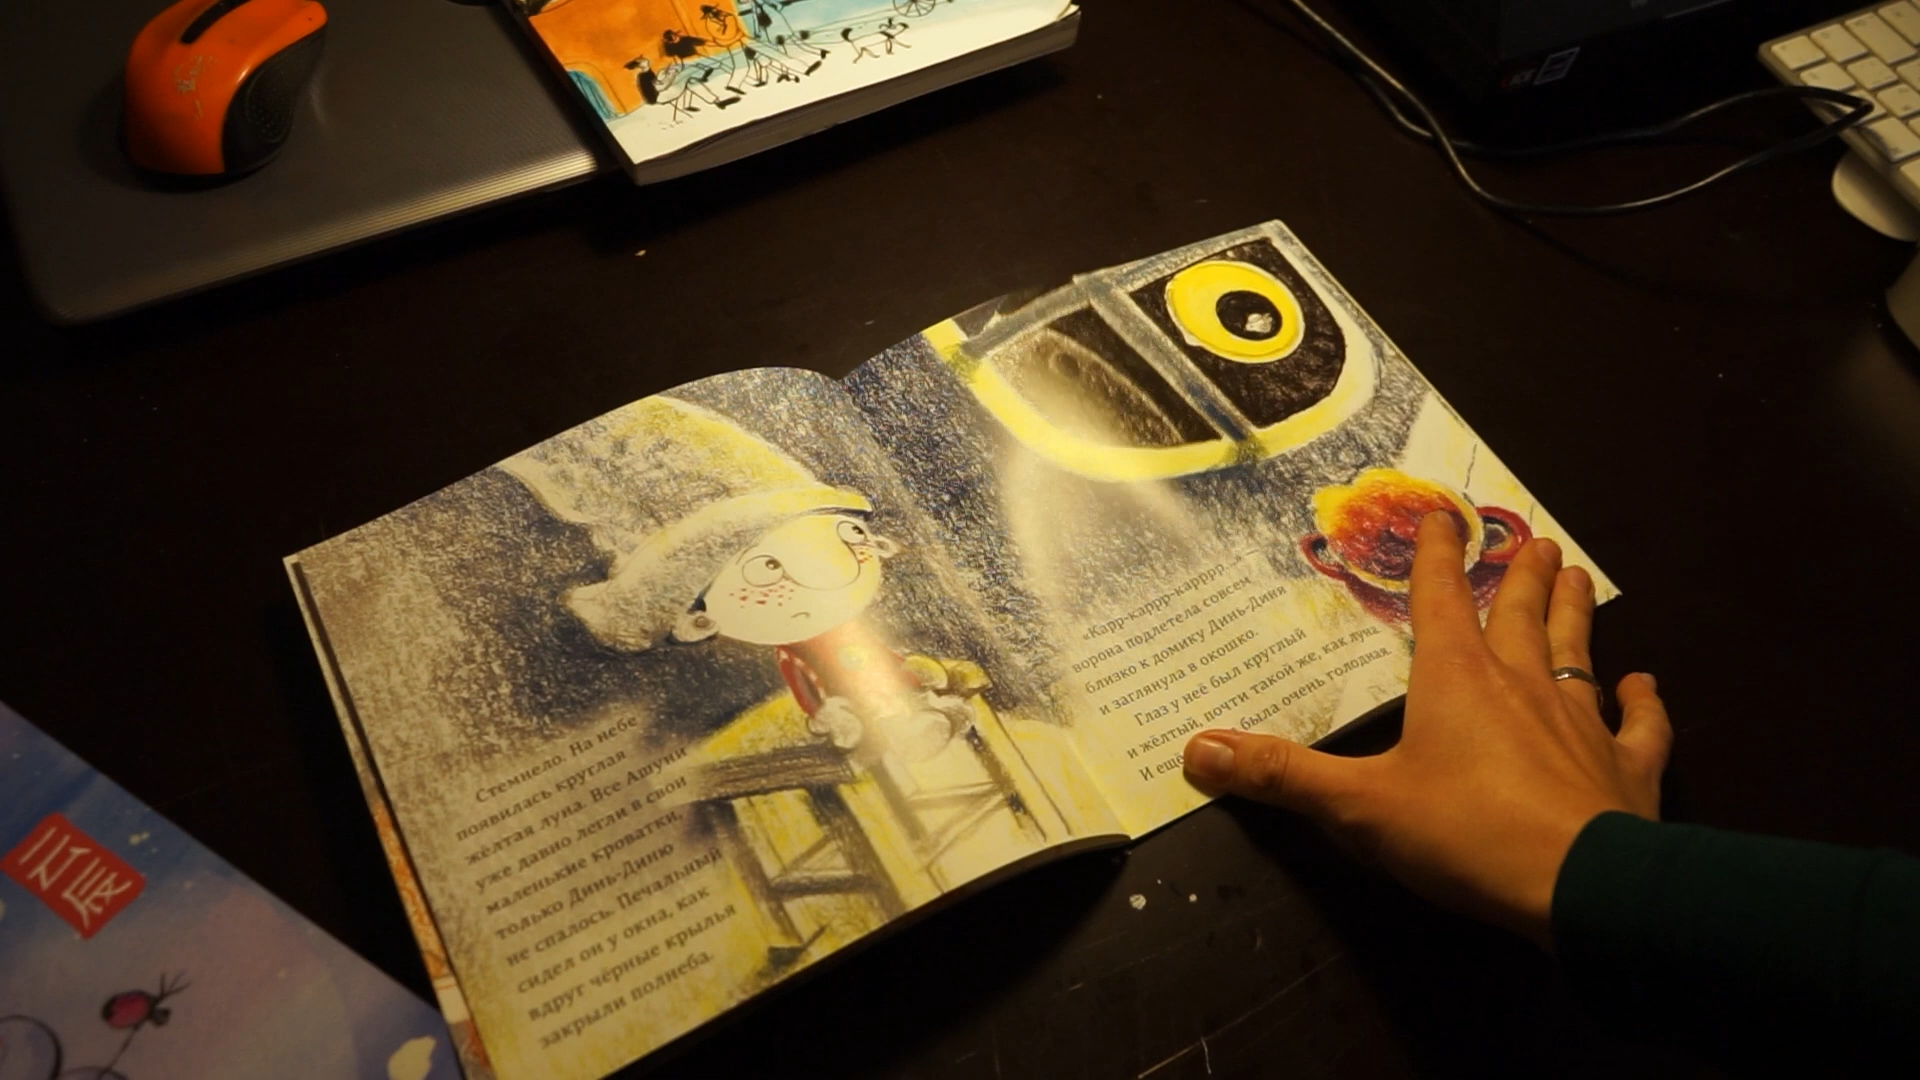 Стемнело. На небе
появилась круглая
жёлтая луна. Все Ашуни
уже давно легли в свои
маленькие кроватки,
только Динь-Диню
не спалось. Печальный
сидел он у окна, как
вдруг чёрные крылья
закрыли полнеба.
«Карр-каррр-карррр...»
ворона подлетела совсем
близко к домику Динь-Диня
и заглянула в окошко.
Глаз у неё был круглый
и жёлтый, почти такой же, как луна
И ещё была очень голодная.